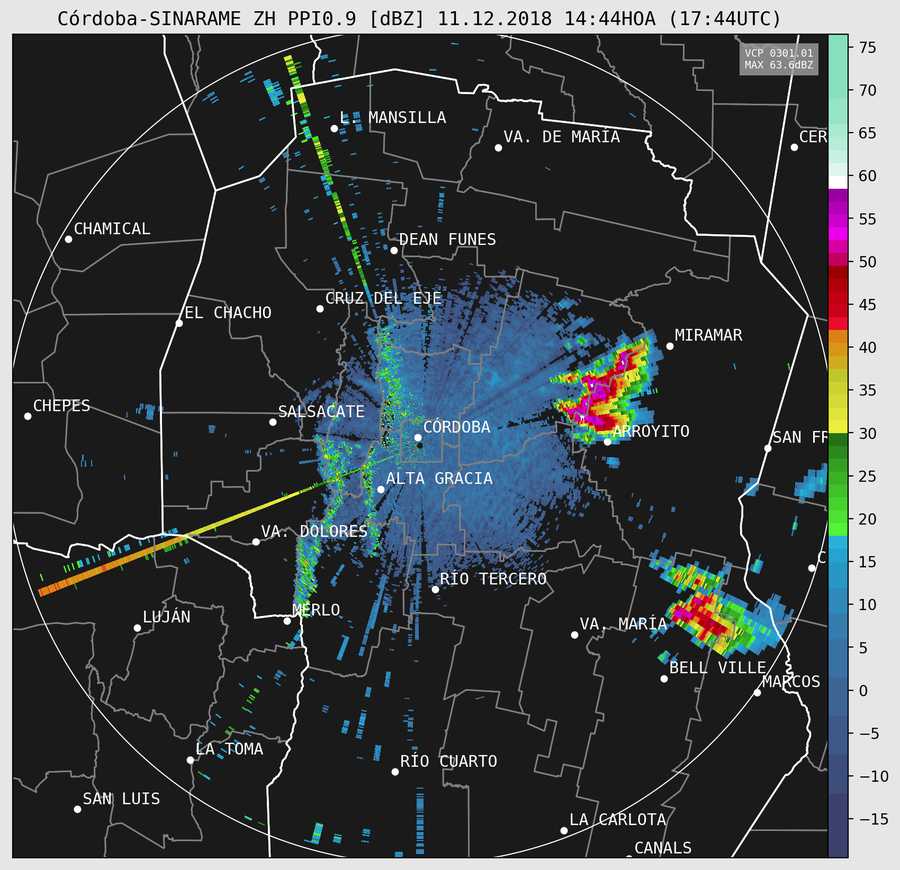 Córdoba-SINARAME ZH PPI0.9 [dBZ] 11.12.2018 14:44HOA (17:44UTC)
VCP 0301.01
MAX 63.6dBZ
L. MANSILLA
VA. DE MARÍA
CER
CHAMICAL
DEAN FUNES
CRUZ DEL EJE
EL CHACHO
MIRAMAR
CHEPES
SALSACATE
CÓRDOBA
ARROYITO
SAN FR
ALTA GRACIA
VA. DOLORES
C
RÍO TERCERO
MERLO
LUJÁN
VA. MARÍA
BELL VILLE
MARCOS
LA TOMA
RÍO CUARTO
SAN LUIS
LA CARLOTA
CANALS
75
70
65
60
55
50
45
40
35
30
25
20
15
10
5
0
−5
−10
−15